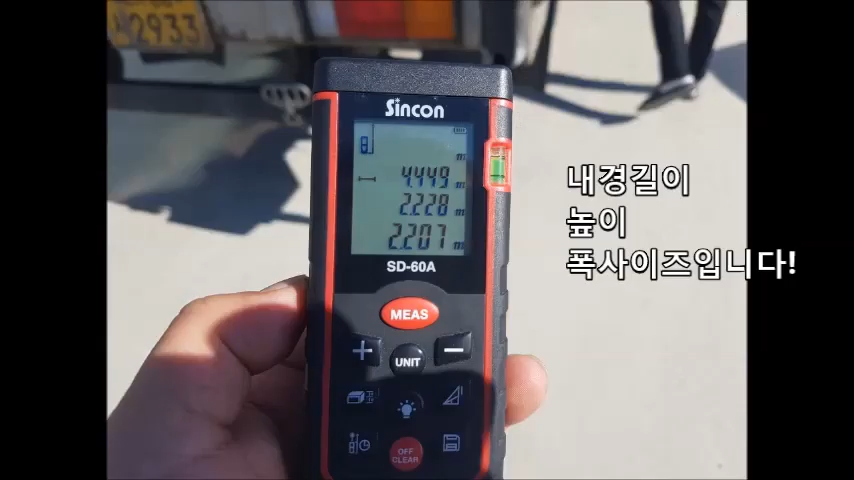 2933
Sincon
m
4.449 m
2.228 m
2.207 m
SD-60A
MEAS
UNIT
OFF
CLEAR
내경길이
높이
폭사이즈입니다!